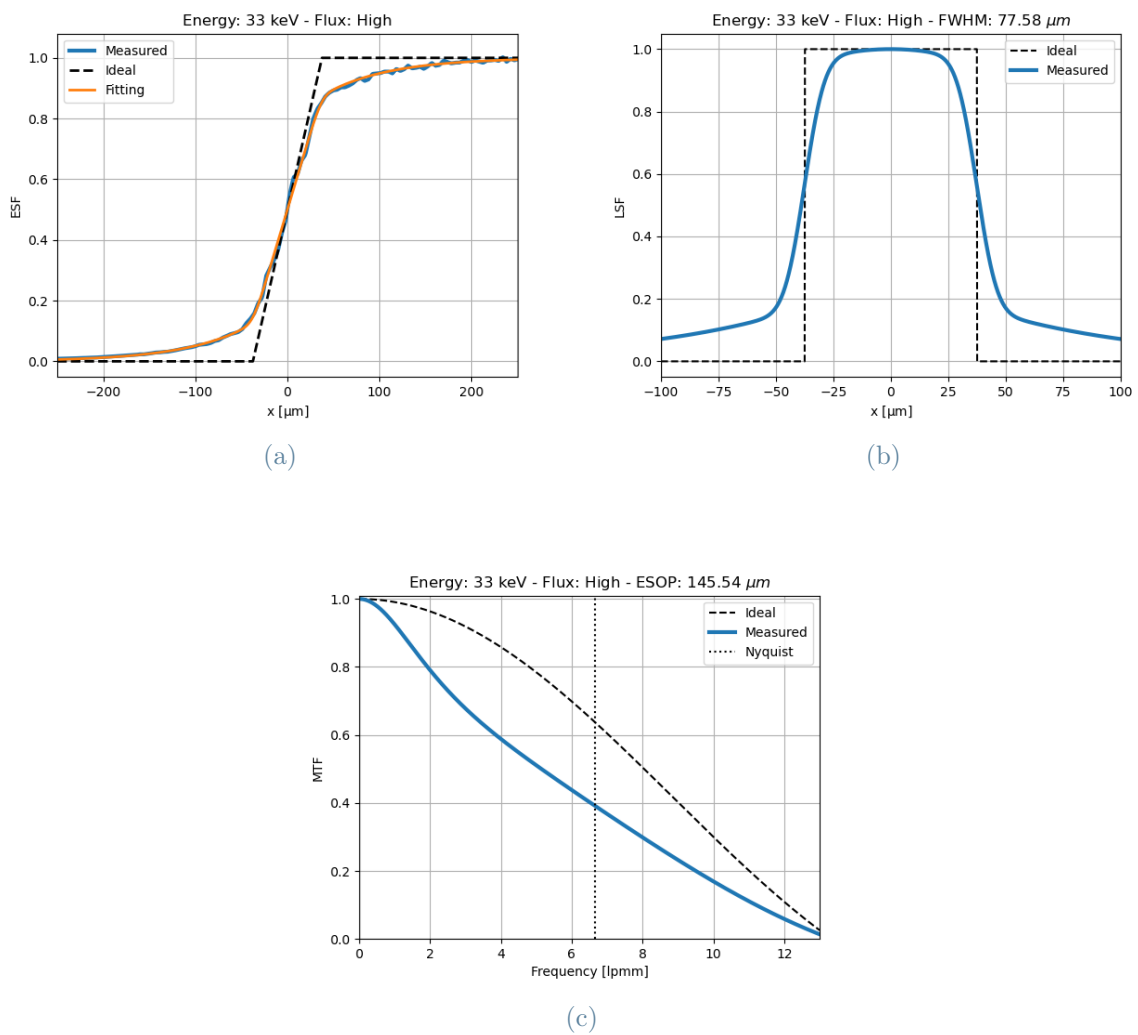 Energy: 33 keV - Flux: High
Measured
Ideal
Fitting
1.0
0.8
0.6
0.4
0.2
0.0
ESF
−200
−100
0
100
200
x [μm]
(a)
Energy: 33 keV - Flux: High - FWHM: 77.58 μm
Ideal
Measured
1.0
0.8
0.6
0.4
0.2
0.0
LSF
−100
−75
−50
−25
0
25
50
75
100
x [μm]
(b)
Energy: 33 keV - Flux: High - ESOP: 145.54 μm
Ideal
Measured
Nyquist
1.0
0.8
0.6
0.4
0.2
0.0
MTF
0
2
4
6
8
10
12
Frequency [lpmm]
(c)